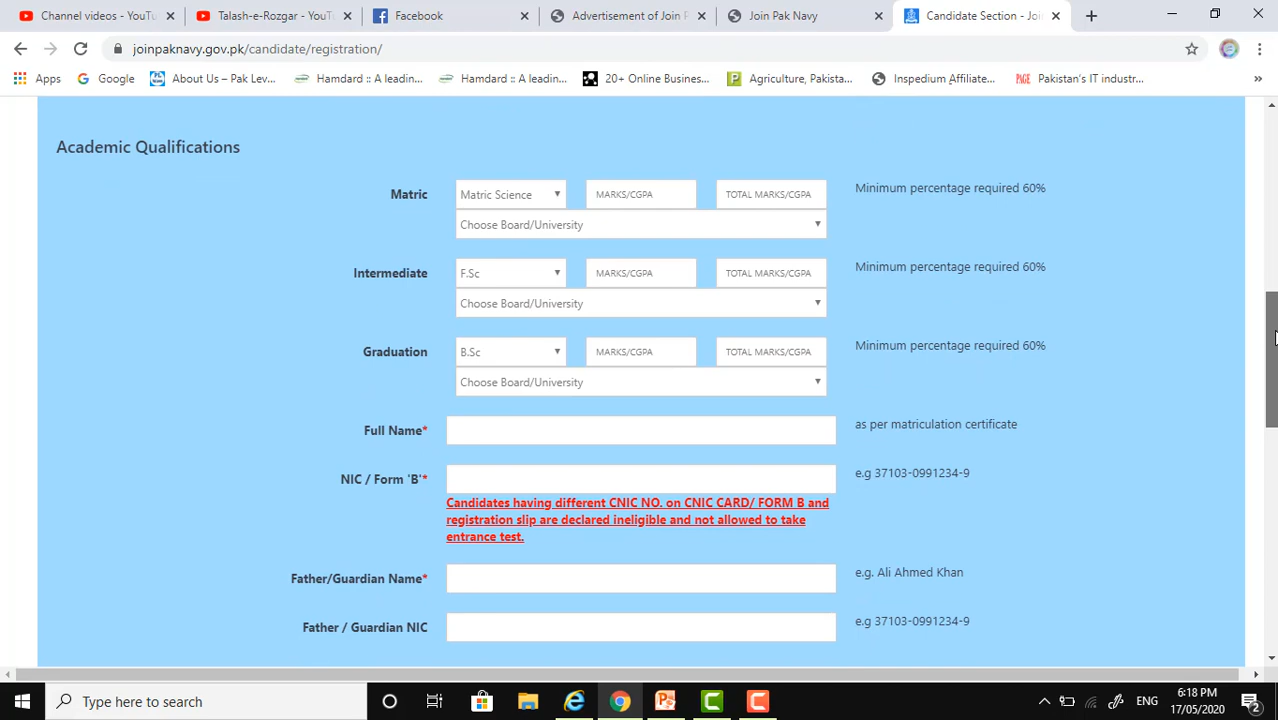 Channel videos - YouTu
Talash-e-Rozgar - YouT
Facebook
Advertisement of Join P
Join Pak Navy
Candidate Section - Joi
joinpaknavy.gov.pk/candidate/registration/
Apps
Google
About Us – Pak Lev...
Hamdard :: A leadin...
Hamdard :: A leadin...
20+ Online Busines...
Agriculture, Pakista...
Inspedium Affiliate...
PAGE
Pakistan's IT industr...
»
Academic Qualifications
Matric
Matric Science
MARKS/CGPA
TOTAL MARKS/CGPA
Minimum percentage required 60%
Choose Board/University
Intermediate
F.Sc
MARKS/CGPA
TOTAL MARKS/CGPA
Minimum percentage required 60%
Choose Board/University
Graduation
B.Sc
MARKS/CGPA
TOTAL MARKS/CGPA
Minimum percentage required 60%
Choose Board/University
Full Name*
as per matriculation certificate
NIC / Form 'B'*
e.g 37103-0991234-9
Candidates having different CNIC NO. on CNIC CARD/ FORM B and
registration slip are declared ineligible and not allowed to take
entrance test.
Father/Guardian Name*
e.g. Ali Ahmed Khan
Father / Guardian NIC
e.g 37103-0991234-9
Type here to search
ENG
6:18 PM
17/05/2020
2